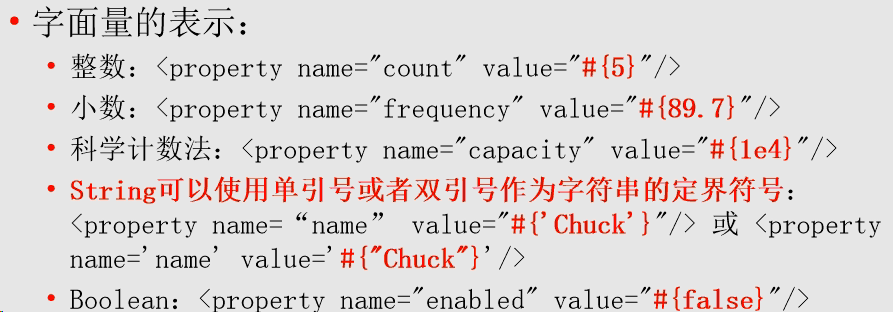 • 字面量的表示：
• 整数：<property name="count" value="#{5}"/>
• 小数：<property name="frequency" value="#{89.7}"/>
• 科学计数法：<property name="capacity" value="#{1e4}"/>
• String可以使用单引号或者双引号作为字符串的定界符号：
<property name=“name” value="#{'Chuck'}"/> 或 <property
name='name' value='#{"Chuck"}'/>
• Boolean：<property name="enabled" value="#{false}"/>